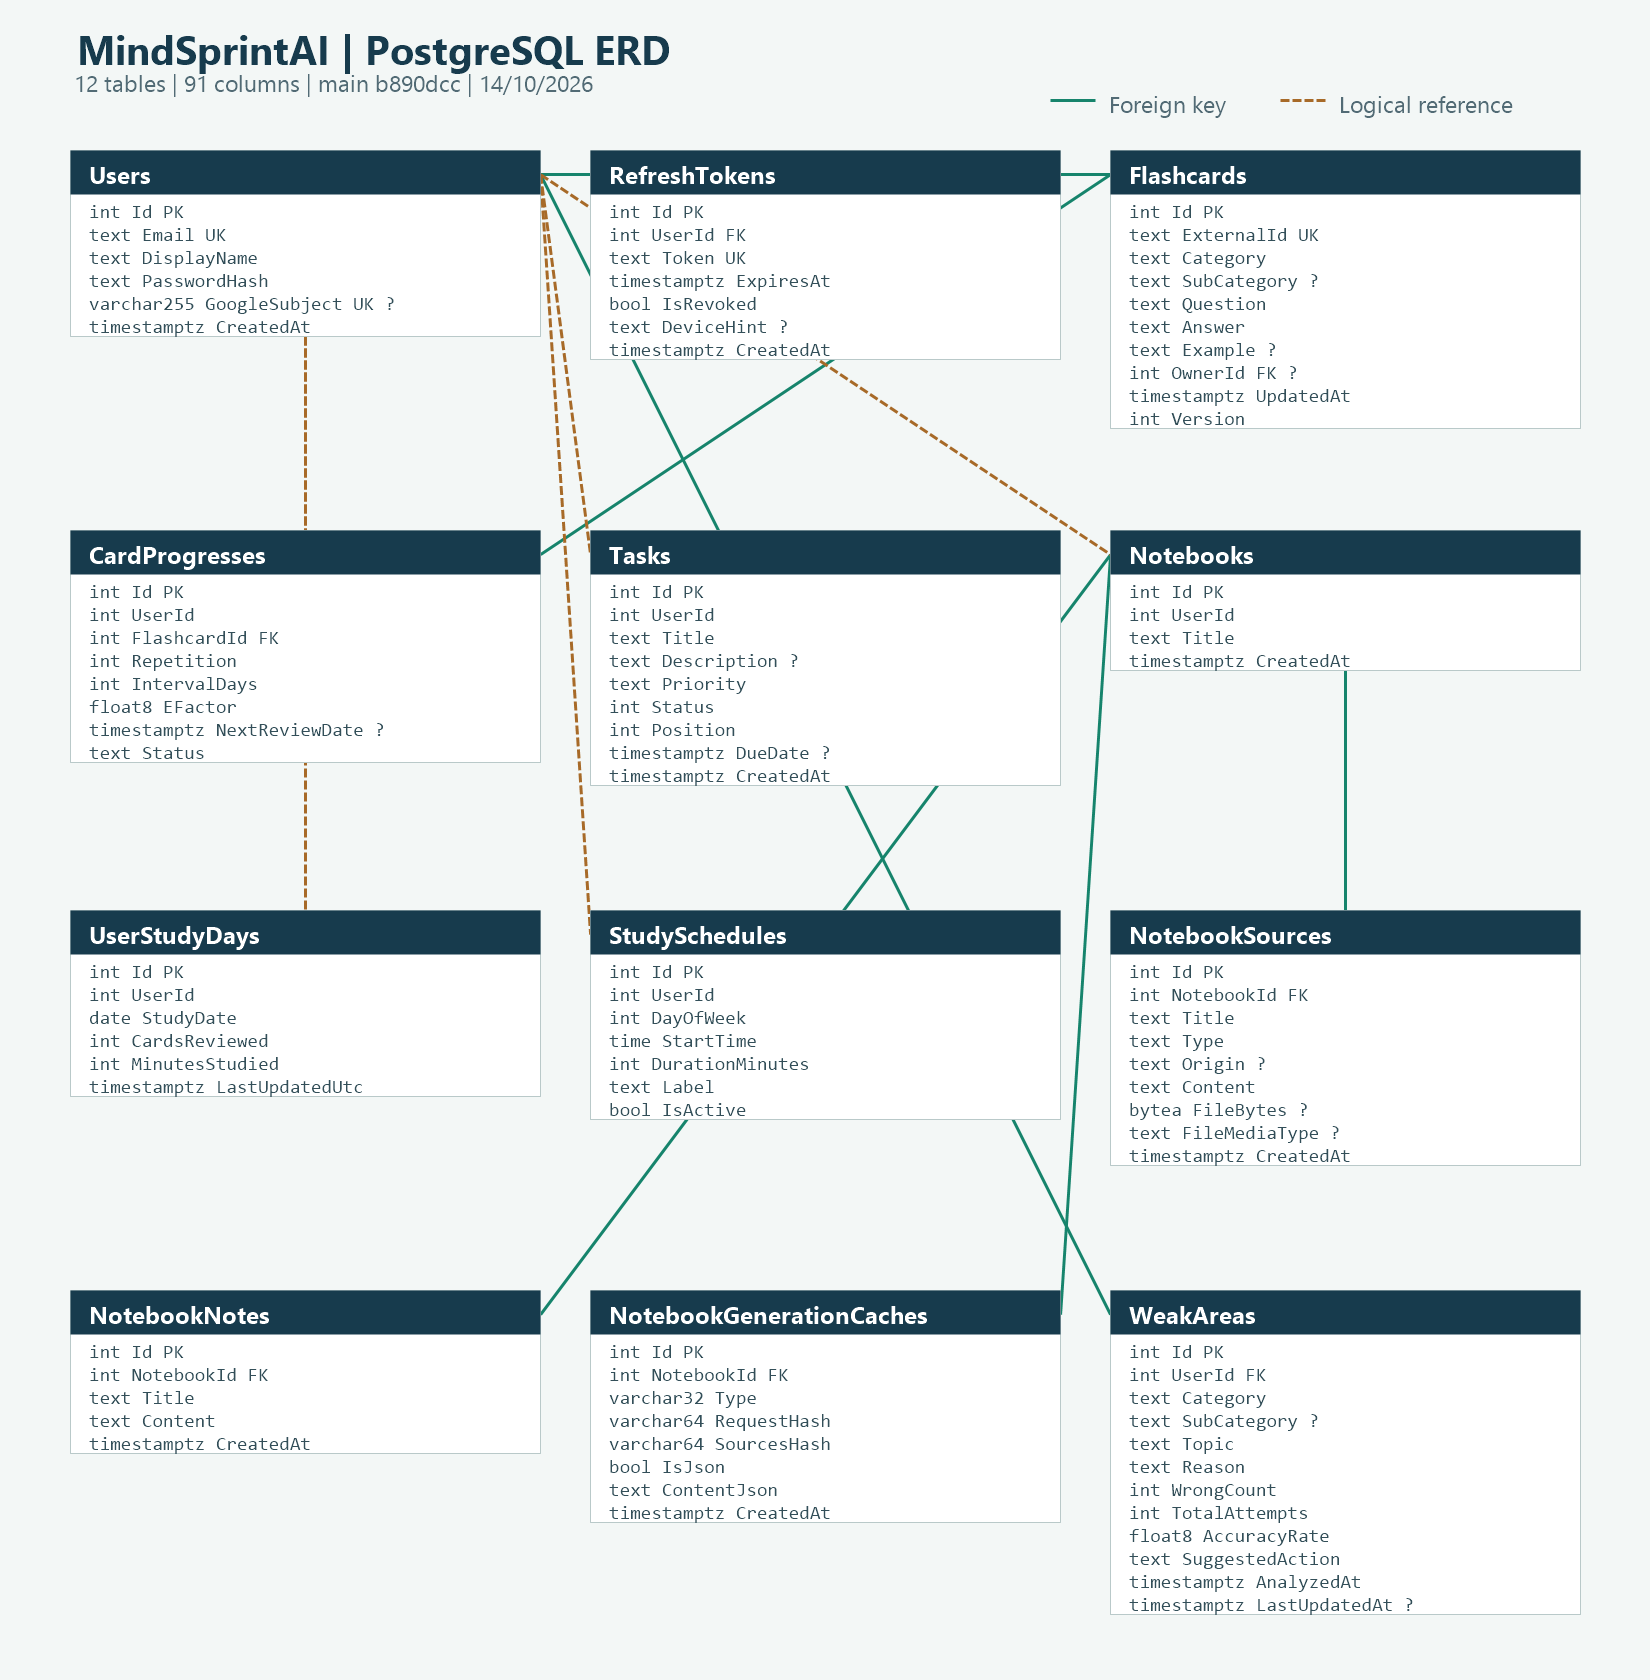 MindSprintAI | PostgreSQL ERD
12 tables | 91 columns | main b890dcc | 14/10/2026
Foreign key
Logical reference
Users
int Id PK
text Email UK
text DisplayName
text PasswordHash
varchar255 GoogleSubject UK ?
timestamptz CreatedAt
RefreshTokens
int Id PK
int UserId FK
text Token UK
timestamptz ExpiresAt
bool IsRevoked
text DeviceHint ?
timestamptz CreatedAt
Flashcards
int Id PK
text ExternalId UK
text Category
text SubCategory ?
text Question
text Answer
text Example ?
int OwnerId FK ?
timestamptz UpdatedAt
int Version
CardProgresses
int Id PK
int UserId
int FlashcardId FK
int Repetition
int IntervalDays
float8 EFactor
timestamptz NextReviewDate ?
text Status
Tasks
int Id PK
int UserId
text Title
text Description ?
text Priority
int Status
int Position
timestamptz DueDate ?
timestamptz CreatedAt
Notebooks
int Id PK
int UserId
text Title
timestamptz CreatedAt
UserStudyDays
int Id PK
int UserId
date StudyDate
int CardsReviewed
int MinutesStudied
timestamptz LastUpdatedUtc
StudySchedules
int Id PK
int UserId
int DayOfWeek
time StartTime
int DurationMinutes
text Label
bool IsActive
NotebookSources
int Id PK
int NotebookId FK
text Title
text Type
text Origin ?
text Content
bytea FileBytes ?
text FileMediaType ?
timestamptz CreatedAt
NotebookNotes
int Id PK
int NotebookId FK
text Title
text Content
timestamptz CreatedAt
NotebookGenerationCaches
int Id PK
int NotebookId FK
varchar32 Type
varchar64 RequestHash
varchar64 SourcesHash
bool IsJson
text ContentJson
timestamptz CreatedAt
WeakAreas
int Id PK
int UserId FK
text Category
text SubCategory ?
text Topic
text Reason
int WrongCount
int TotalAttempts
float8 AccuracyRate
text SuggestedAction
timestamptz AnalyzedAt
timestamptz LastUpdatedAt ?